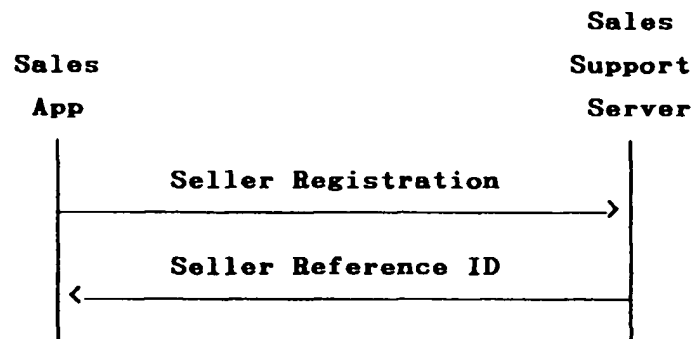 Sales
Sales Support
App Server
Seller Registration
Seller Reference ID